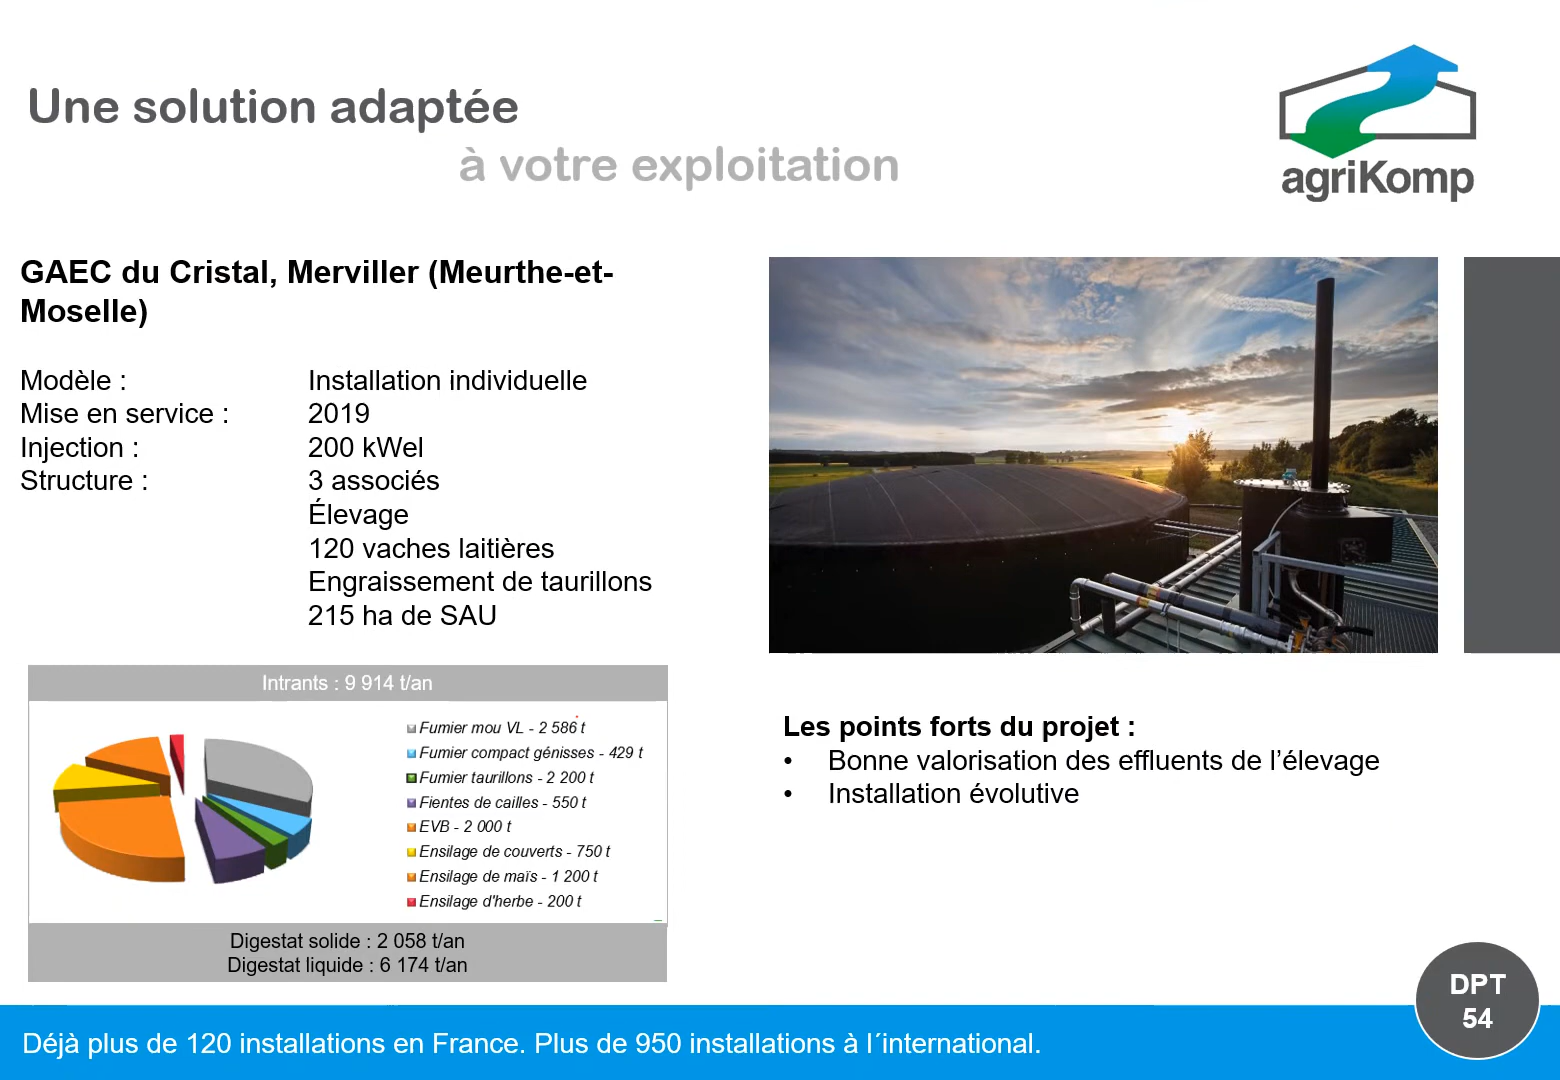 Une solution adaptée
à votre exploitation
agriKomp
GAEC du Cristal, Merviller (Meurthe-et-
Moselle)
Modèle : Installation individuelle
Mise en service : 2019
Injection : 200 kWel
Structure : 3 associés
Élevage
120 vaches laitières
Engraissement de taurillons
215 ha de SAU
Intrants : 9 914 t/an
Fumier mou VL - 2 586 t
Fumier compact génisses - 429 t
Fumier taurillons - 2 200 t
Fientes de cailles - 550 t
EVB - 2 000 t
Ensilage de couverts - 750 t
Ensilage de maïs - 1 200 t
Ensilage d'herbe - 200 t
Digestat solide : 2 058 t/an
Digestat liquide : 6 174 t/an
Les points forts du projet :
• Bonne valorisation des effluents de l’élevage
• Installation évolutive
DPT
54
Déjà plus de 120 installations en France. Plus de 950 installations à l´international.